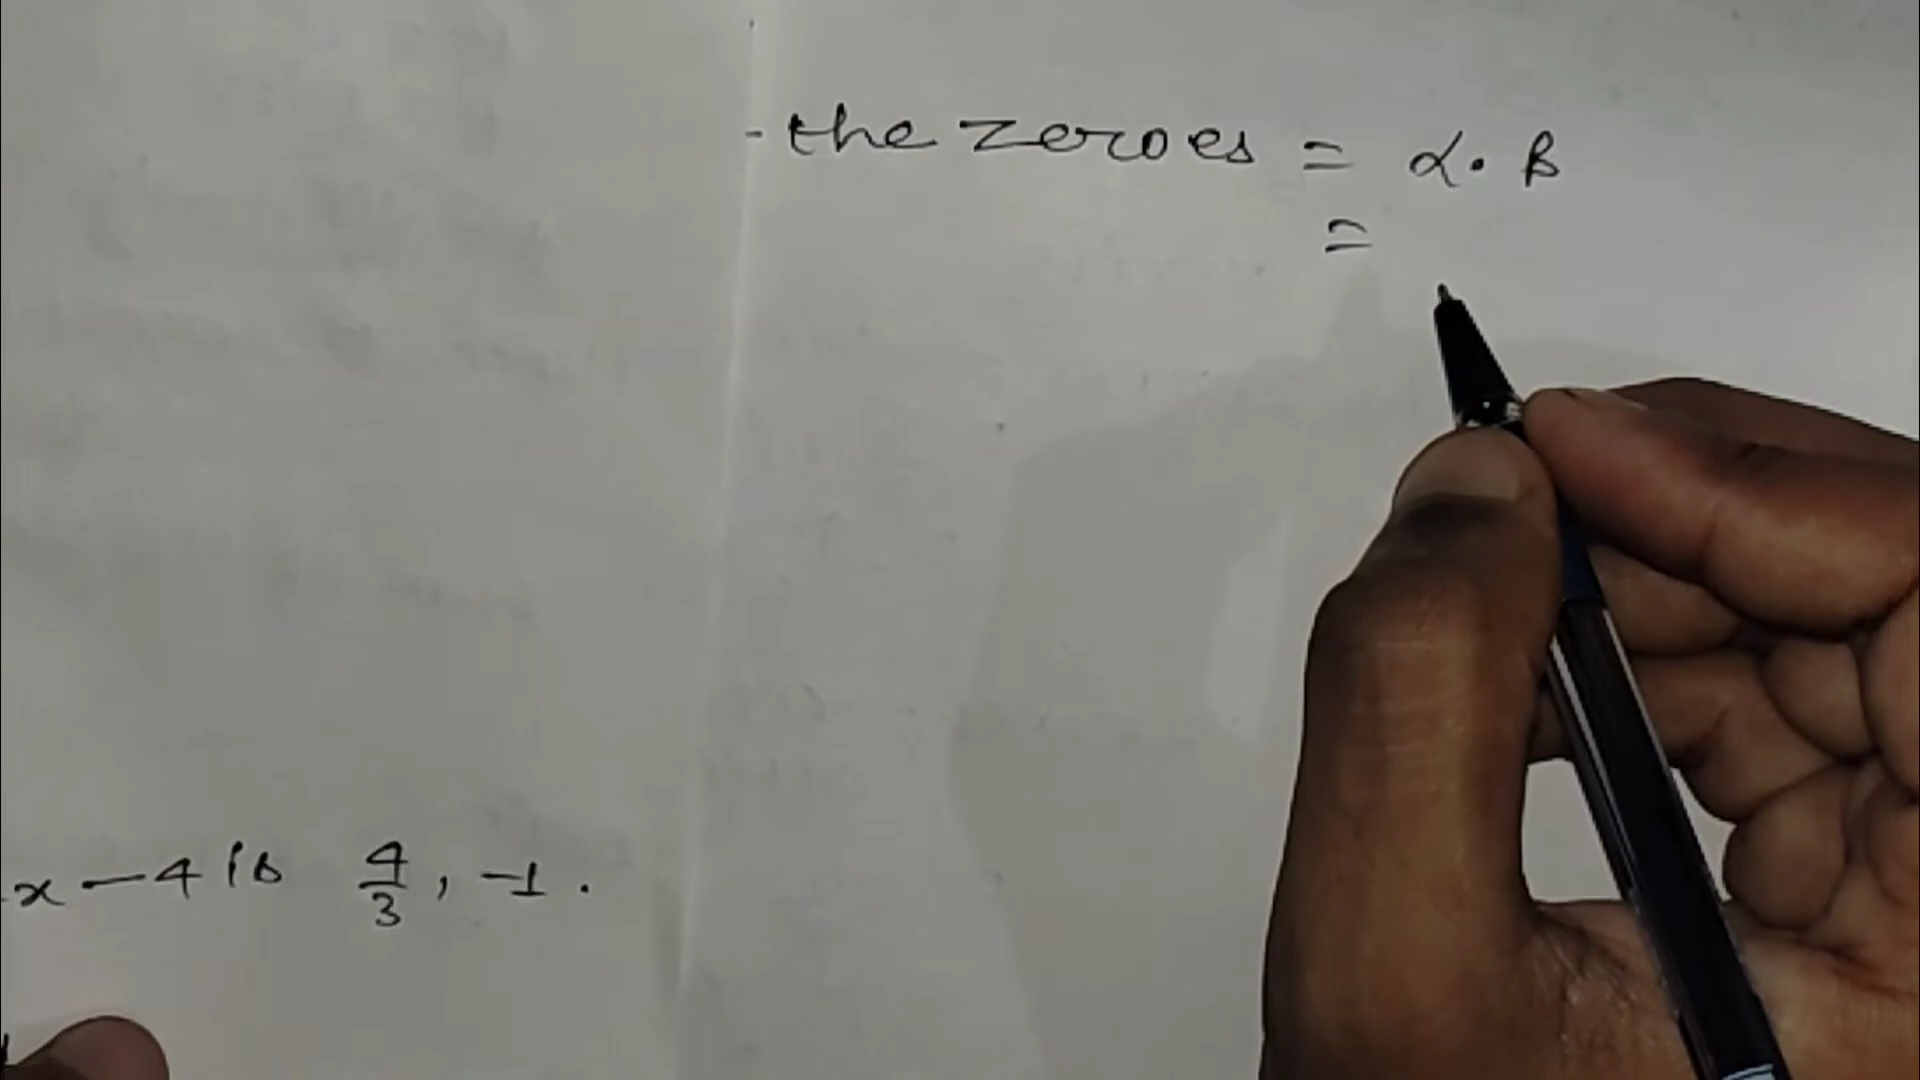 the zeroes = α·β
=
x-4 is 4/3, -1.